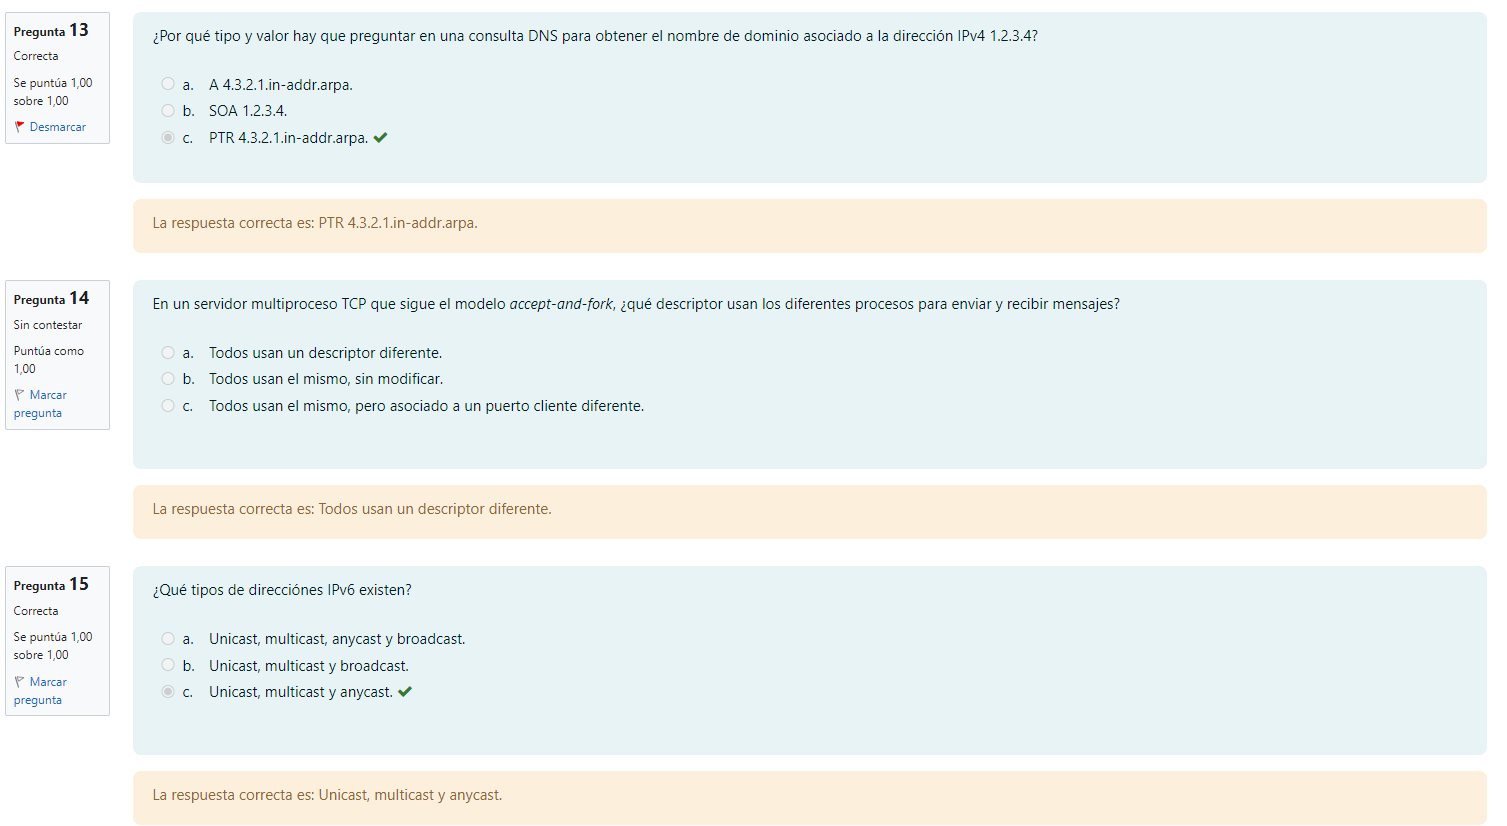 Pregunta 13
Correcta
Se puntúa 1,00
sobre 1,00
Desmarcar
¿Por qué tipo y valor hay que preguntar en una consulta DNS para obtener el nombre de dominio asociado a la dirección IPv4 1.2.3.4?
a. A 4.3.2.1.in-addr.arpa.
b. SOA 1.2.3.4.
c. PTR 4.3.2.1.in-addr.arpa.
La respuesta correcta es: PTR 4.3.2.1.in-addr.arpa.
Pregunta 14
Sin contestar
Puntúa como
1,00
Marcar
pregunta
En un servidor multiproceso TCP que sigue el modelo accept-and-fork, ¿qué descriptor usan los diferentes procesos para enviar y recibir mensajes?
a. Todos usan un descriptor diferente.
b. Todos usan el mismo, sin modificar.
c. Todos usan el mismo, pero asociado a un puerto cliente diferente.
La respuesta correcta es: Todos usan un descriptor diferente.
Pregunta 15
Correcta
Se puntúa 1,00
sobre 1,00
Marcar
pregunta
¿Qué tipos de direcciónes IPv6 existen?
a. Unicast, multicast, anycast y broadcast.
b. Unicast, multicast y broadcast.
c. Unicast, multicast y anycast.
La respuesta correcta es: Unicast, multicast y anycast.